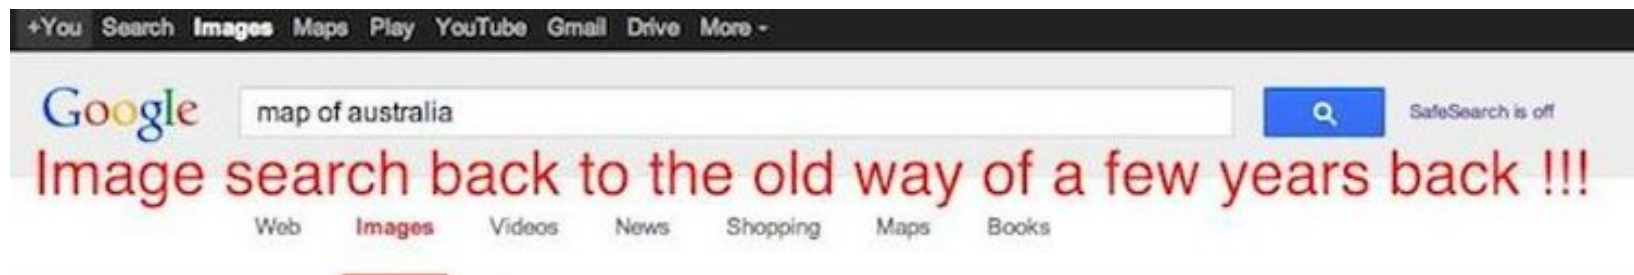 +You Search Images Maps Play YouTube Gmail Drive More
Google map of australia SafeSearch is off
Image search back to the old way of a few years back !!!
Web Images Videos News Shopping Maps Books